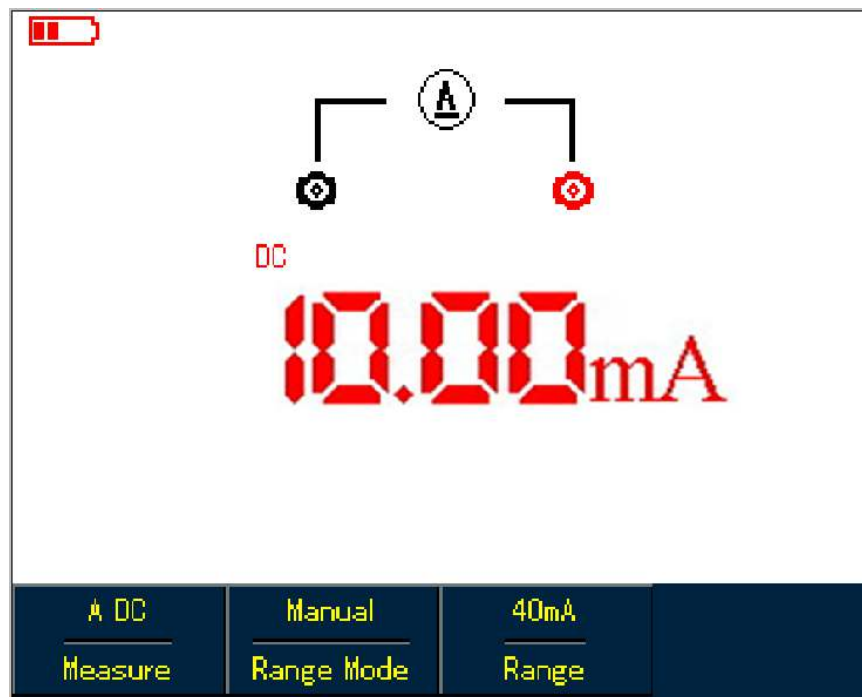 A
DC
10.00mA
A DC
Measure
Manual
Range Mode
40mA
Range